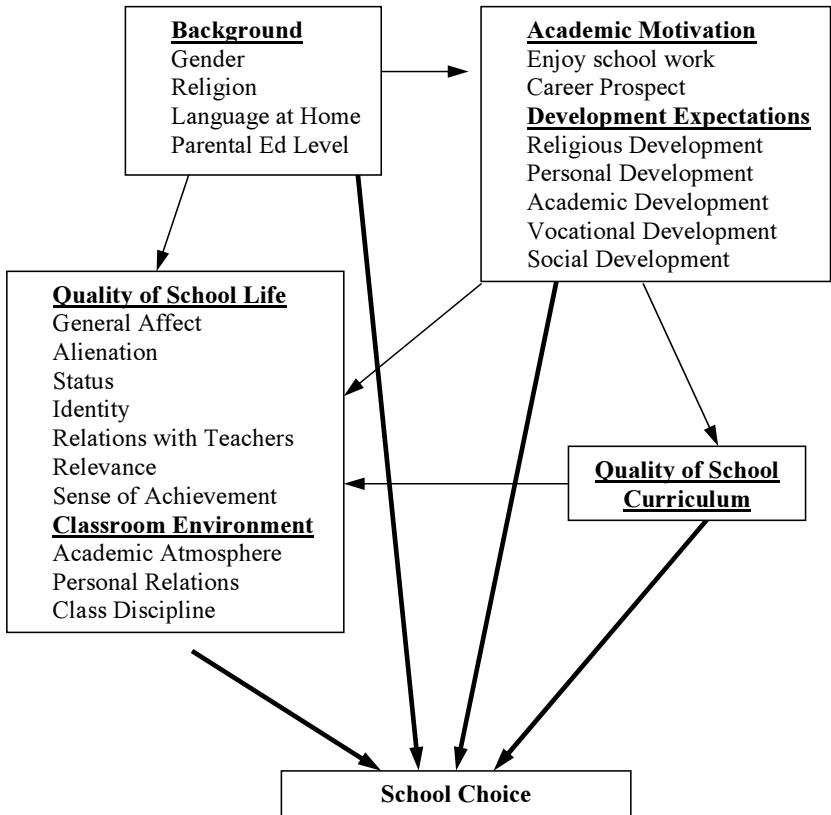 Background
Gender
Religion
Language at Home
Parental Ed Level
Academic Motivation
Enjoy school work
Career Prospect
Development Expectations
Religious Development
Personal Development
Academic Development
Vocational Development
Social Development
Quality of School Life
General Affect
Alienation
Status
Identity
Relations with Teachers
Relevance
Sense of Achievement
Classroom Environment
Academic Atmosphere
Personal Relations
Class Discipline
Quality of School
Curriculum
School Choice